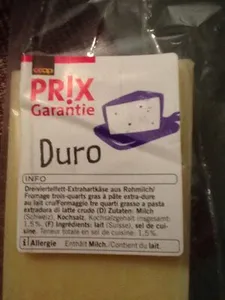 coop
PR!X
Garantie
Duro
INFO
Dreiviertelfett-Extrahartkäse aus Rohmilch/
Fromage trois-quarts gras à pâte extra-dure
au lait cru/Formaggio tre quarti grasso a pasta
extradura di latte crudo (D) Zutaten: Milch
(Schweiz), Kochsalz. Kochsalzgehalt insgesamt:
1,5%. (F) Ingrédients: lait (Suisse), sel de cui-
sine. Teneur totale en sel de cuisine: 1,5%.
i Allergie Enthält Milch./Contient du lait.